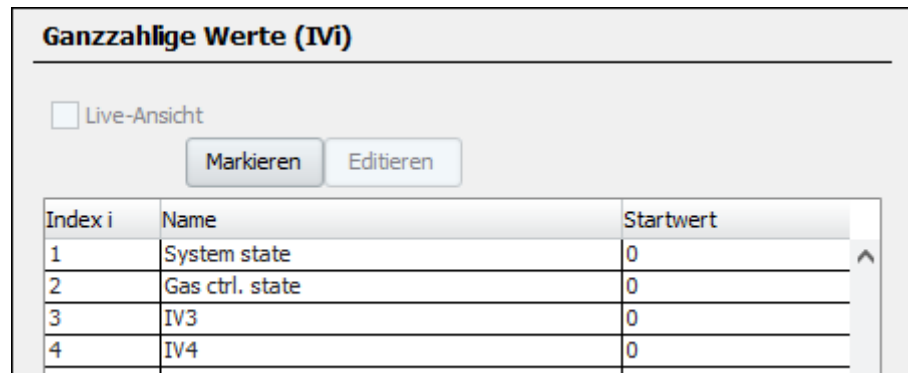 Ganzzahlige Werte (IVi)
Live-Ansicht
Markieren Editieren
Index i Name Startwert
1 System state 0
2 Gas ctrl. state 0
3 IV3 0
4 IV4 0